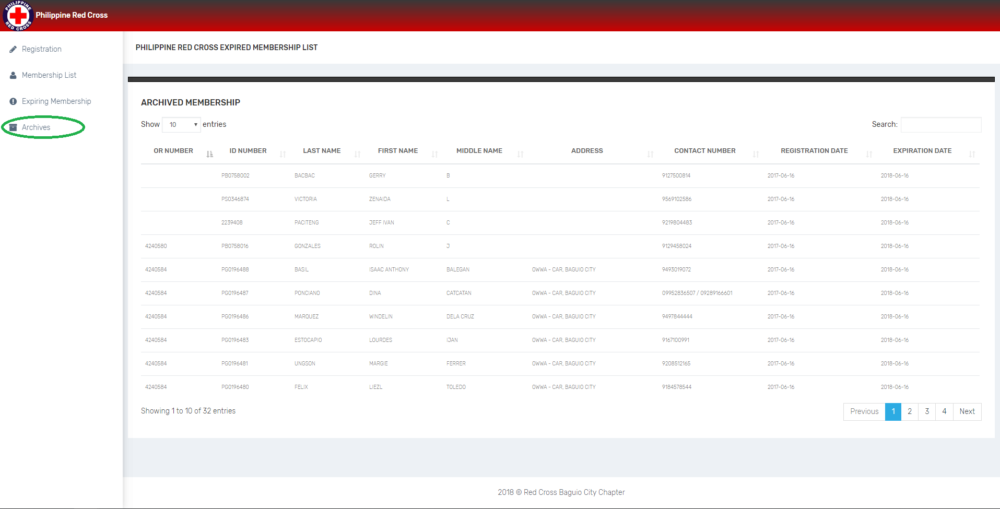 PHILIPPINE
RED CROSS
Philippine Red Cross
Registration
Membership List
Expiring Membership
Archives
PHILIPPINE RED CROSS EXPIRED MEMBERSHIP LIST
ARCHIVED MEMBERSHIP
Show 10 entries Search:
OR NUMBER ID NUMBER LAST NAME FIRST NAME MIDDLE NAME ADDRESS CONTACT NUMBER REGISTRATION DATE EXPIRATION DATE
PB0758002 BACBAC GERRY B 9127500814 2017-06-16 2018-06-16
PS0346874 VICTORIA ZENAIDA L 9569102586 2017-06-16 2018-06-16
2239408 PACITENG JEFF IVAN C 9219804483 2017-06-16 2018-06-16
4240580 PB0758016 GONZALES ROLIN J 9129458024 2017-06-16 2018-06-16
4240584 PG0196488 BASIL ISAAC ANTHONY BALEGAN OWWA - CAR, BAGUIO CITY 9493019072 2017-06-16 2018-06-16
4240584 PG0196487 PONCIANO DINA CATCATAN OWWA - CAR, BAGUIO CITY 09952836507 / 09289166601 2017-06-16 2018-06-16
4240584 PG0196486 MARQUEZ WINDELIN DELA CRUZ OWWA - CAR, BAGUIO CITY 9497844444 2017-06-16 2018-06-16
4240584 PG0196483 ESTOCAPIO LOURDES IJAN OWWA - CAR, BAGUIO CITY 9167100991 2017-06-16 2018-06-16
4240584 PG0196481 UNGSON MARGIE FERRER OWWA - CAR, BAGUIO CITY 9208512165 2017-06-16 2018-06-16
4240584 PG0196480 FELIX LIEZL TOLEDO OWWA - CAR, BAGUIO CITY 9184578544 2017-06-16 2018-06-16
Showing 1 to 10 of 32 entries Previous 1 2 3 4 Next
2018 © Red Cross Baguio City Chapter